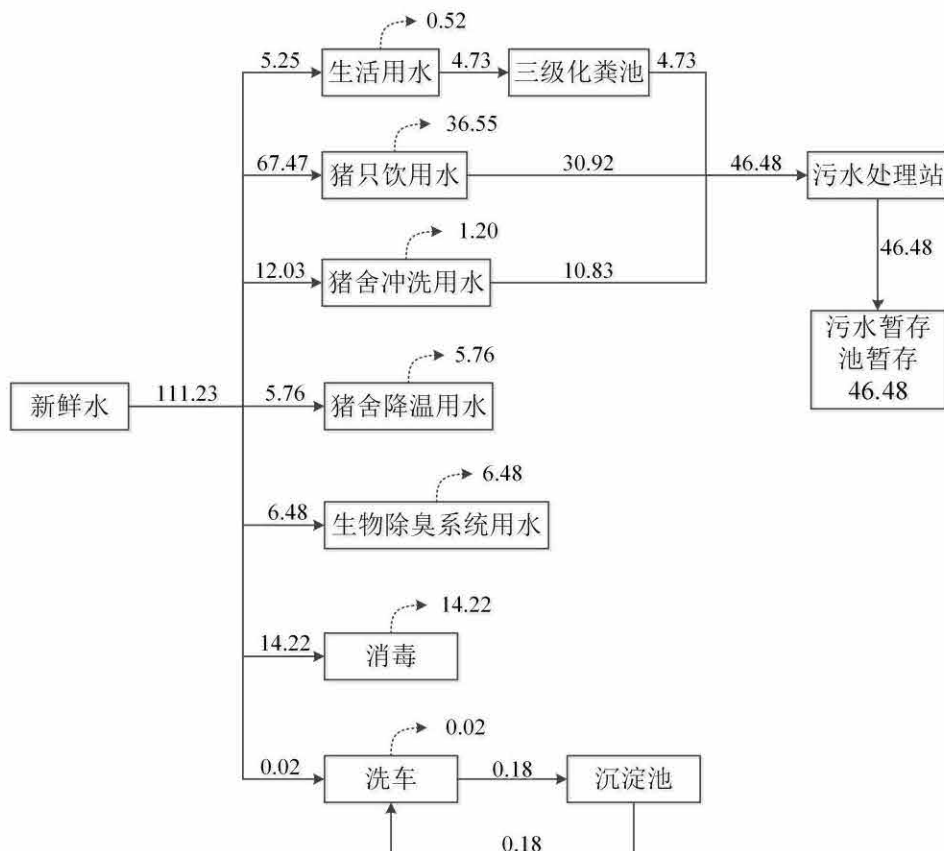 0.52
5.25
生活用水
4.73
三级化粪池
4.73
36.55
67.47
猪只饮用水
30.92
46.48
污水处理站
1.20
46.48
12.03
猪舍冲洗用水
10.83
污水暂存
池暂存
46.48
5.76
新鲜水
111.23
5.76
猪舍降温用水
6.48
6.48
生物除臭系统用水
14.22
14.22
消毒
0.02
0.02
洗车
0.18
沉淀池
0.18